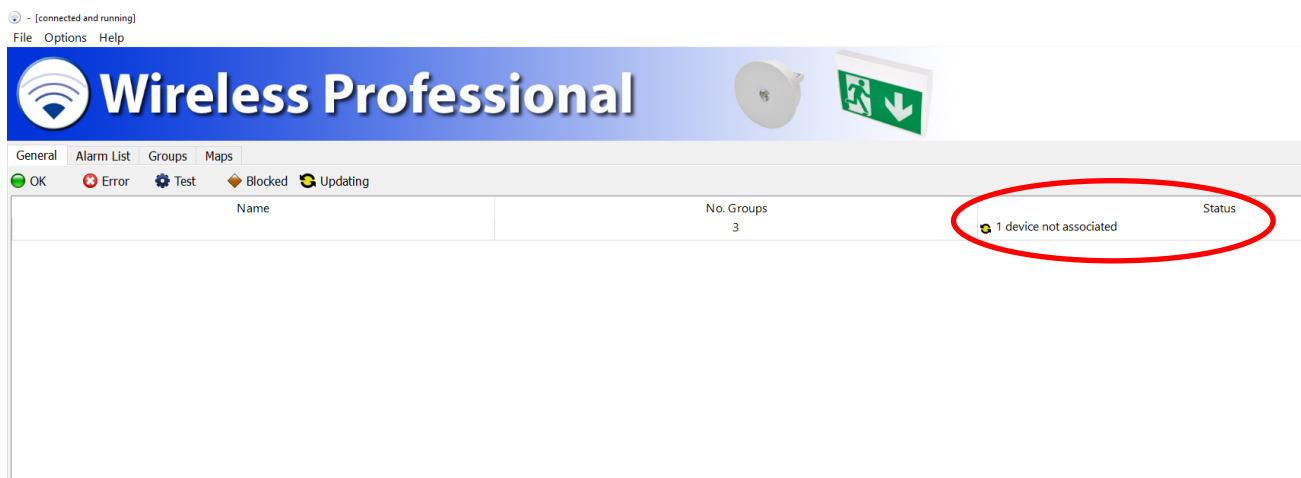 - [connected and running]
File Options Help
Wireless Professional
General Alarm List Groups Maps
OK Error Test Blocked Updating
Name No. Groups Status
3 1 device not associated